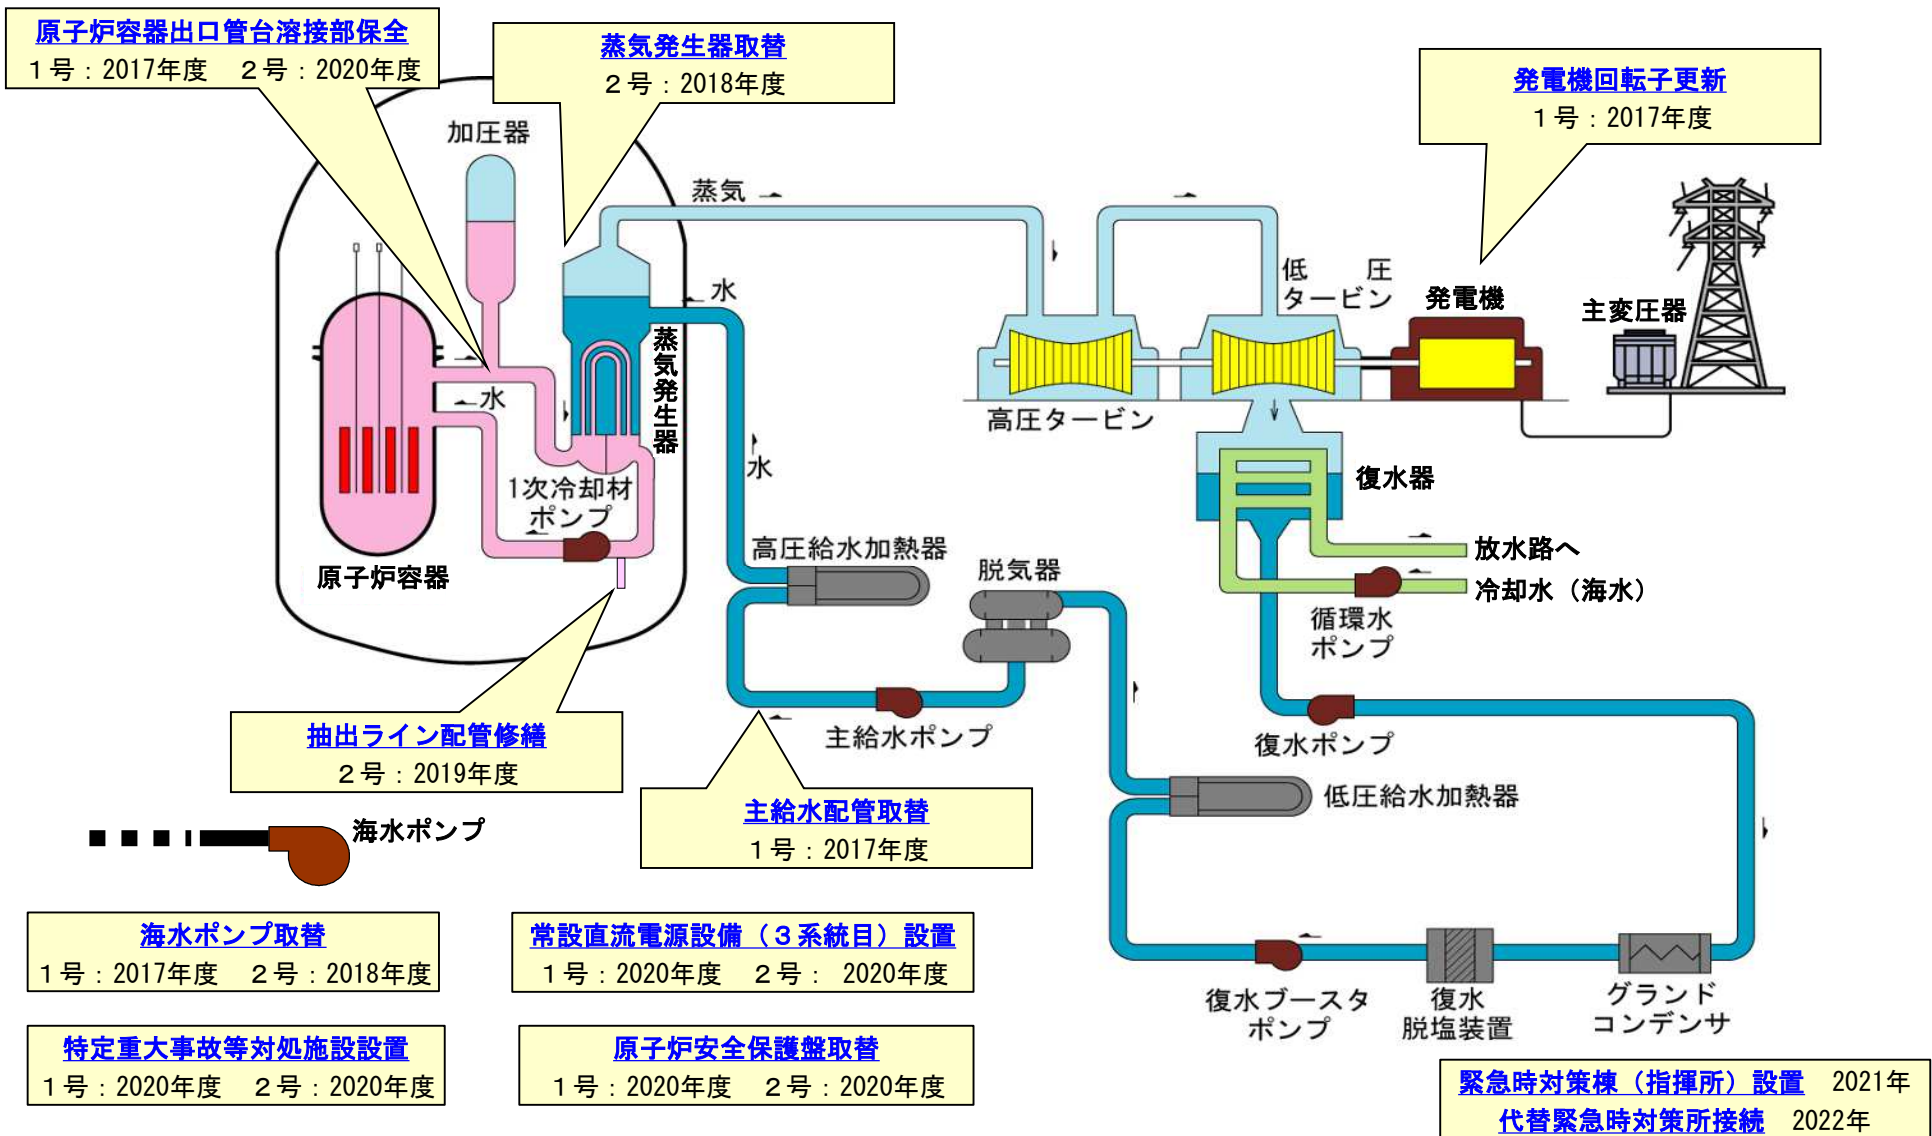 原子炉容器出口管台溶接部保全
１号：2017年度　２号：2020年度
蒸気発生器取替
２号：2018年度
発電機回転子更新
１号：2017年度
加圧器
蒸気
水
低　圧
タービン
発電機
主変圧器
蒸気発生器
水
高圧タービン
水
1次冷却材
ポンプ
復水器
高圧給水加熱器
脱気器
放水路へ
原子炉容器
冷却水（海水）
循環水
ポンプ
抽出ライン配管修繕
２号：2019年度
主給水ポンプ
復水ポンプ
主給水配管取替
１号：2017年度
低圧給水加熱器
海水ポンプ
海水ポンプ取替
１号：2017年度　２号：2018年度
常設直流電源設備（３系統目）設置
１号：2020年度　２号：　2020年度
復水ブースタ
ポンプ
復水
脱塩装置
グランド
コンデンサ
特定重大事故等対処施設設置
１号：2020年度　２号：2020年度
原子炉安全保護盤取替
１号：2020年度　２号：2020年度
緊急時対策棟（指揮所）設置　2021年
代替緊急時対策所接続　2022年